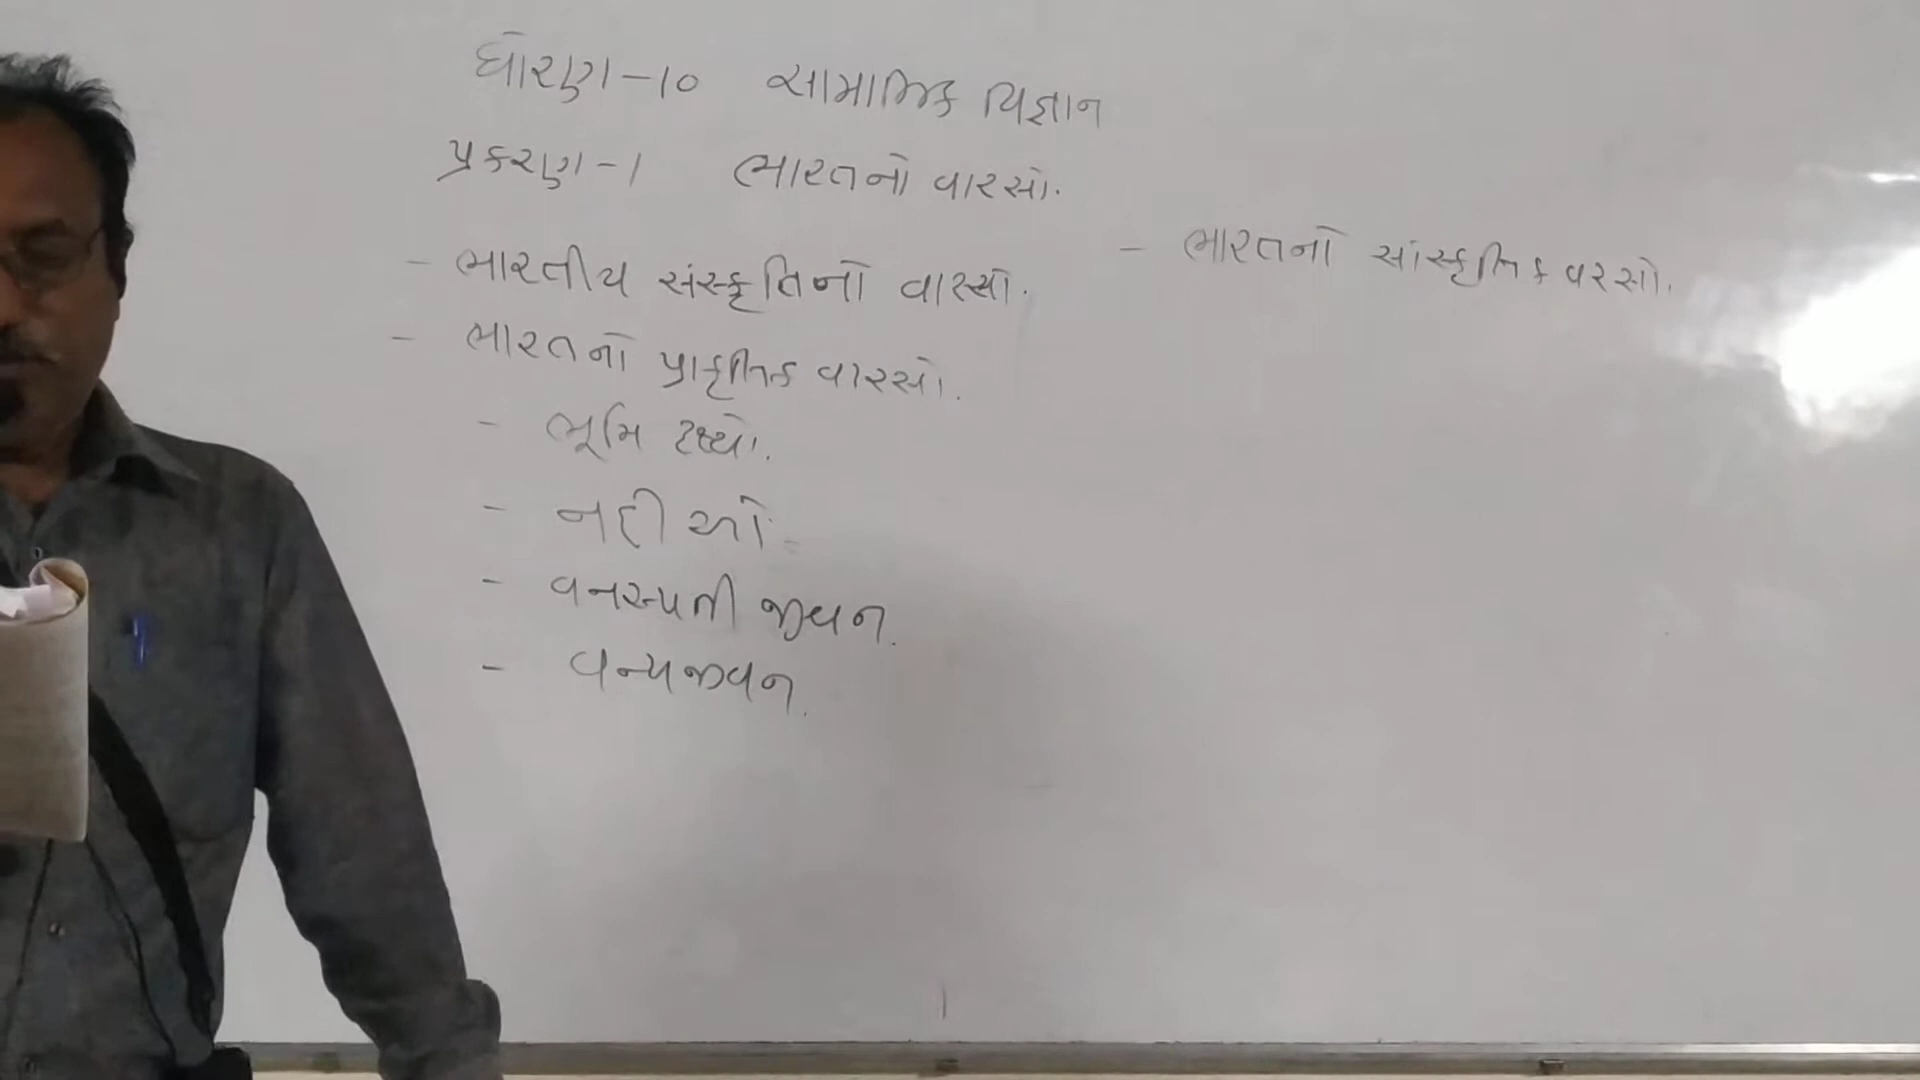 ધોરણ-10 સામાજિક વિજ્ઞાન
પ્રકરણ-1 ભારતનો વારસો.
- ભારતીય સંસ્કૃતિનો વારસો.
- ભારતનો પ્રાકૃતિક વારસો.
- ભૂમિ દ્રશ્યો.
- નદીઓ.
- વનસ્પતી જીવન.
- વન્યજીવન.
- ભારતનો સાંસ્કૃતિક વરસો.